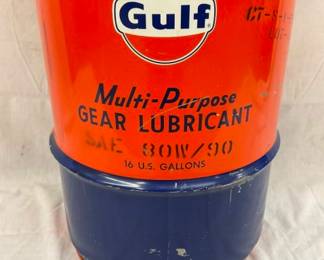 Gulf
Multi-Purpose
GEAR LUBRICANT
SAE 80W/90
16 U.S. GALLONS